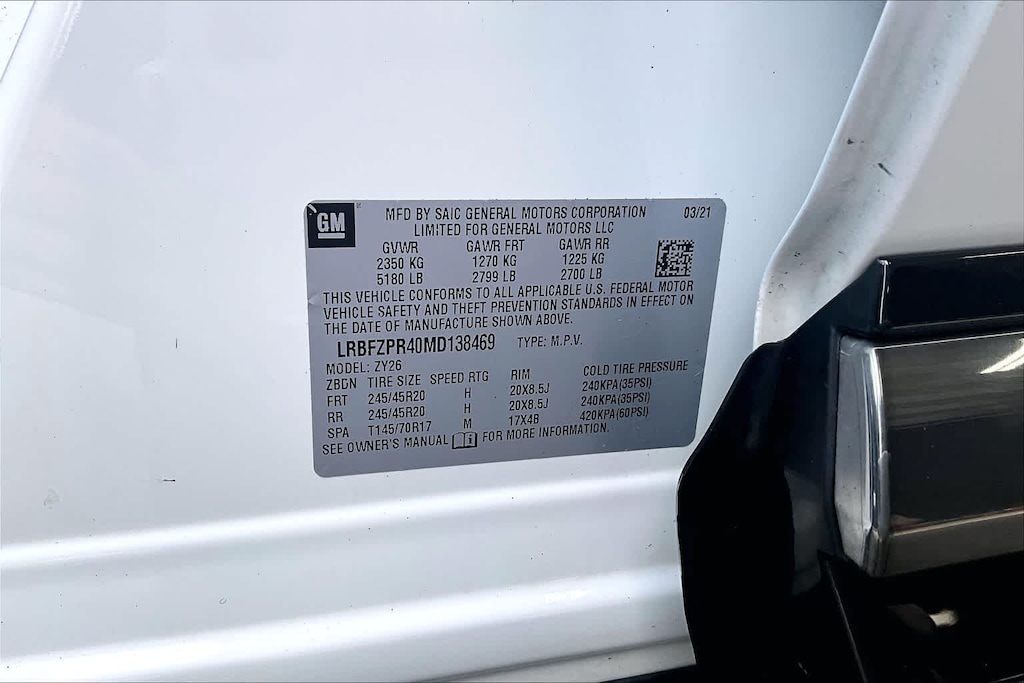 GM
MFD BY SAIC GENERAL MOTORS CORPORATION 03/21
LIMITED FOR GENERAL MOTORS LLC
GVWR GAWR FRT GAWR RR
2350 KG 1270 KG 1225 KG
5180 LB 2799 LB 2700 LB
THIS VEHICLE CONFORMS TO ALL APPLICABLE U.S. FEDERAL MOTOR
VEHICLE SAFETY AND THEFT PREVENTION STANDARDS IN EFFECT ON
THE DATE OF MANUFACTURE SHOWN ABOVE.
LRBFZPR40MD138469 TYPE: M.P.V.
MODEL: ZY26
ZBGN TIRE SIZE SPEED RTG RIM COLD TIRE PRESSURE
FRT 245/45R20 H 20X8.5J 240KPA(35PSI)
RR 245/45R20 H 20X8.5J 240KPA(35PSI)
SPA T145/70R17 M 17X4B 420KPA(60PSI)
SEE OWNER'S MANUAL FOR MORE INFORMATION.